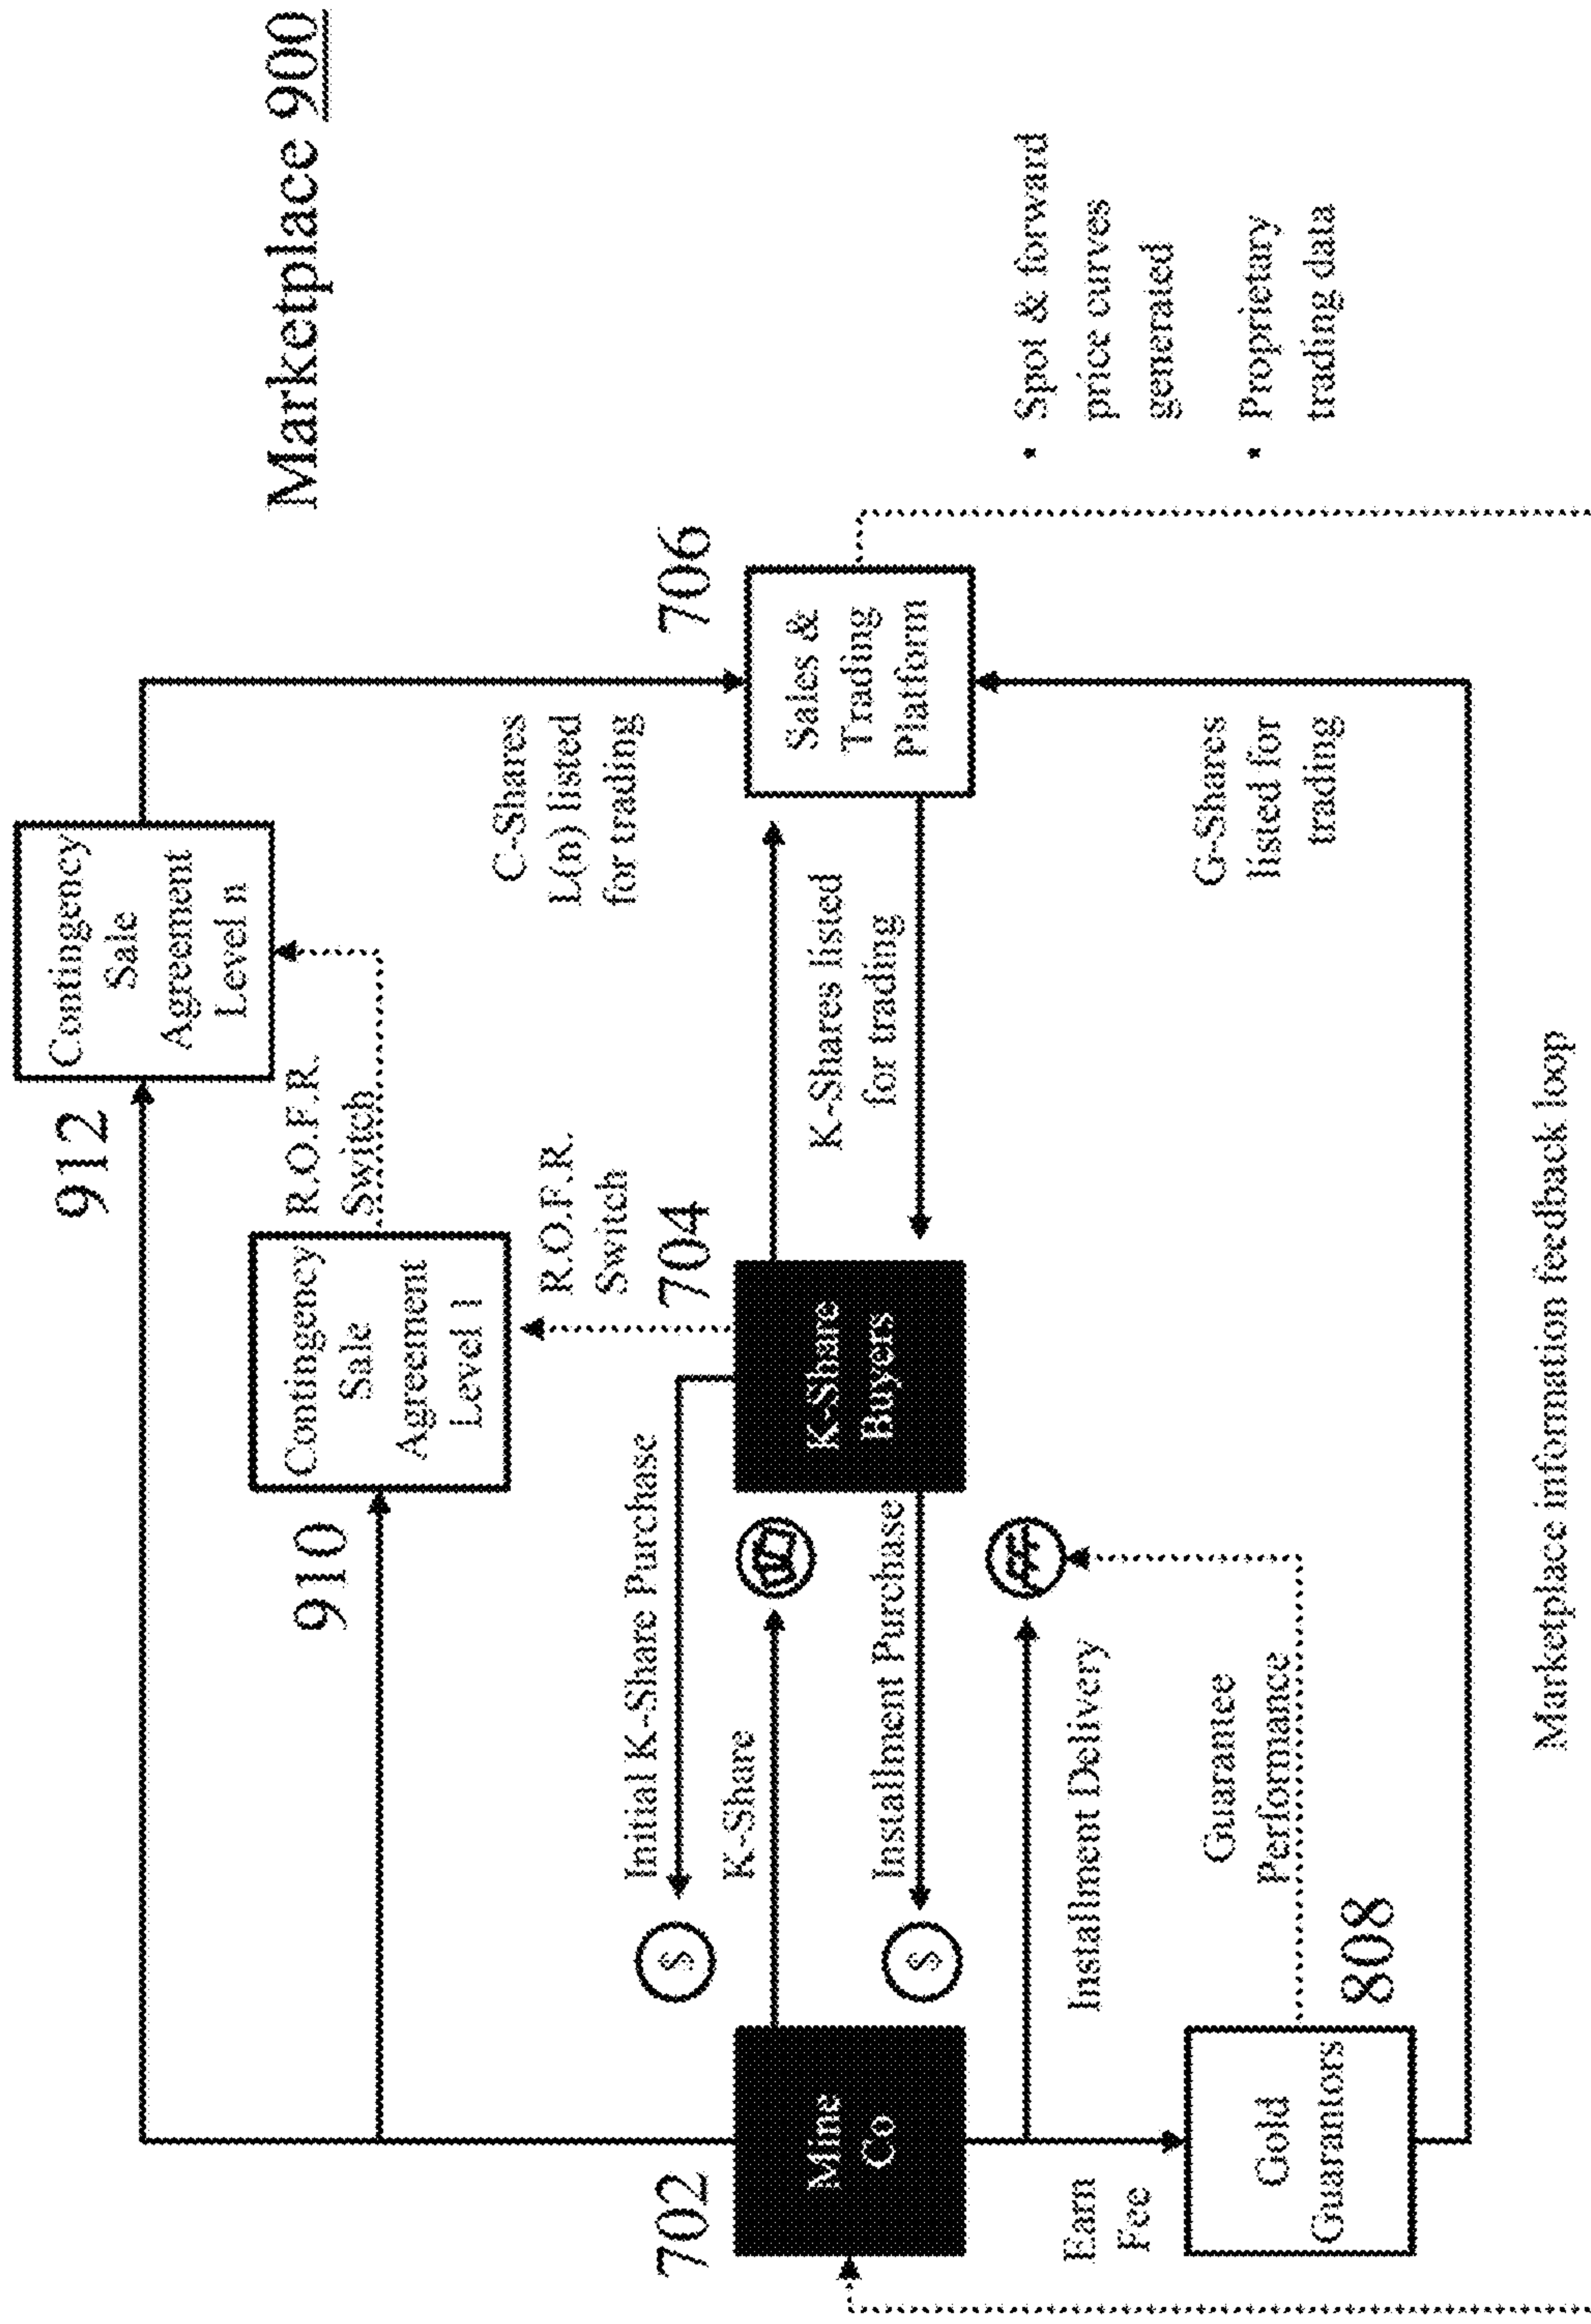 Marketplace 900
912
Contingency
Sale
Agreement
Level n
R.O.F.R.
Switch
910
Contingency
Sale
Agreement
Level 1
R.O.F.R.
Switch
C-Shares
L(n) listed
for trading
706
Sales &
Trading
Platform
704
K-Share
Buyers
K-Shares listed
for trading
Initial K-Share Purchase
$
K-Share
Installment Purchase
$
702
Mine
Co
Installment Delivery
Earn
Fee
Guarantee
Performance
808
Gold
Guarantors
G-Shares
listed for
trading
• Spot & forward
price curves
generated
• Proprietary
trading data
Marketplace information feedback loop